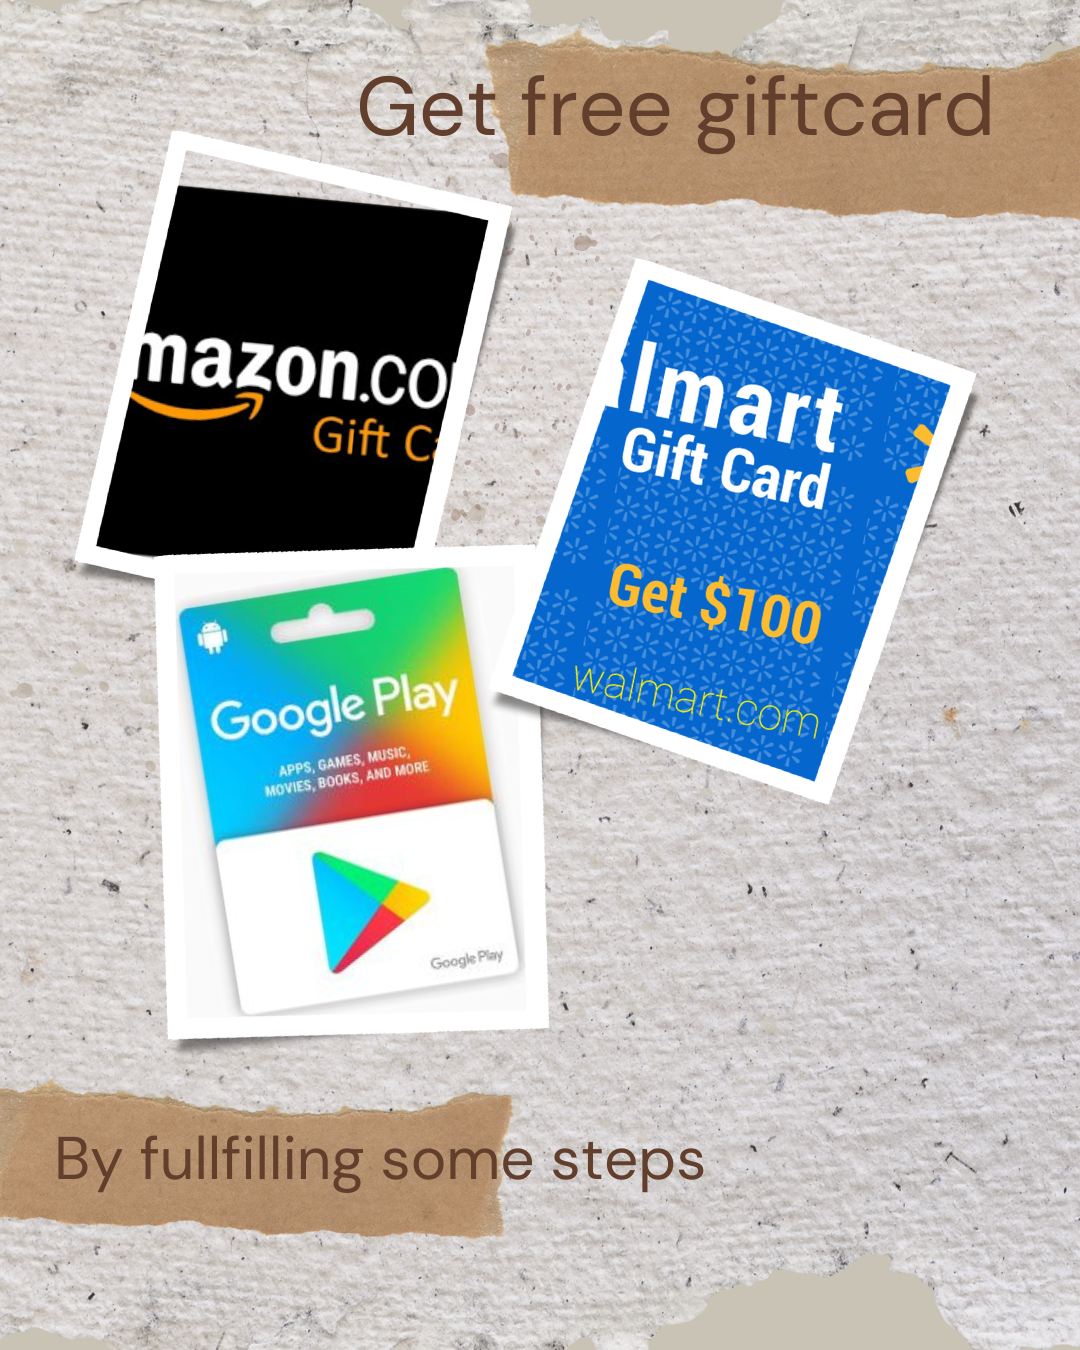 Get free giftcard
mazon.co
Gift C
lmart
Gift Card
Get $100
walmart.com
Google Play
APPS, GAMES, MUSIC,
MOVIES, BOOKS, AND MORE
Google Play
By fullfilling some steps